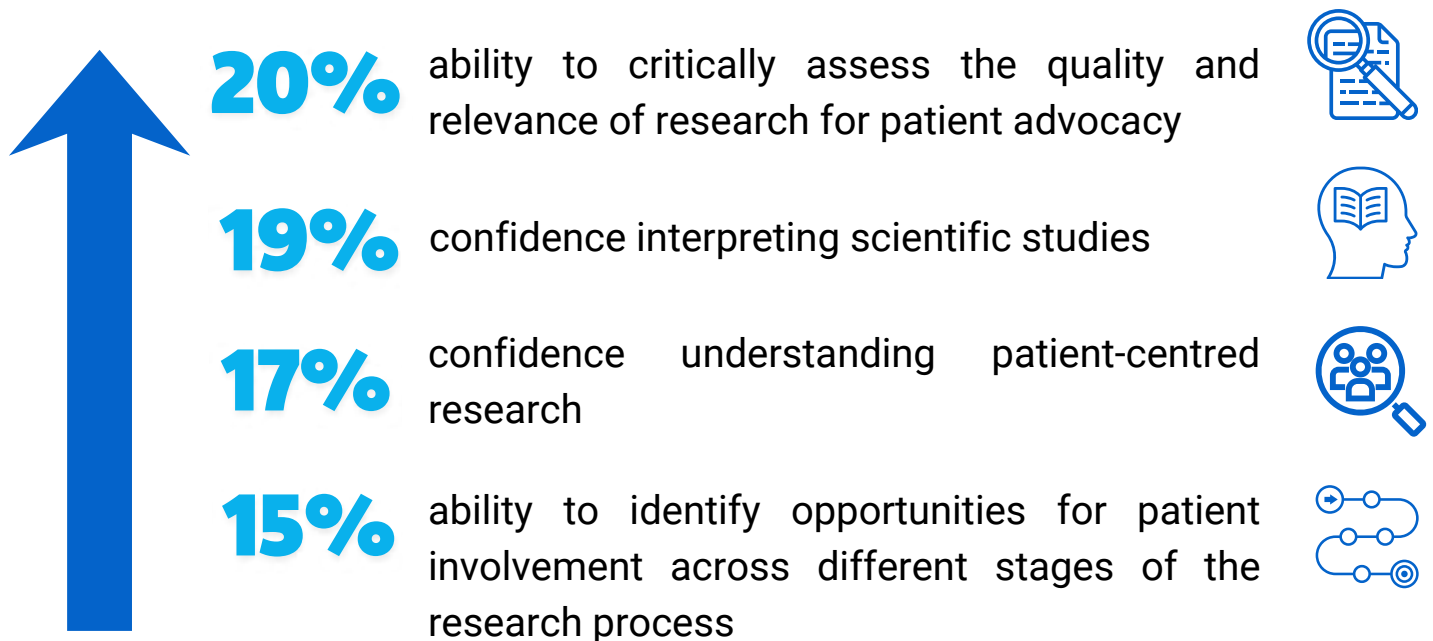 20%
ability to critically assess the quality and
relevance of research for patient advocacy
19%
confidence interpreting scientific studies
17%
confidence understanding patient-centred
research
15%
ability to identify opportunities for patient
involvement across different stages of the
research process